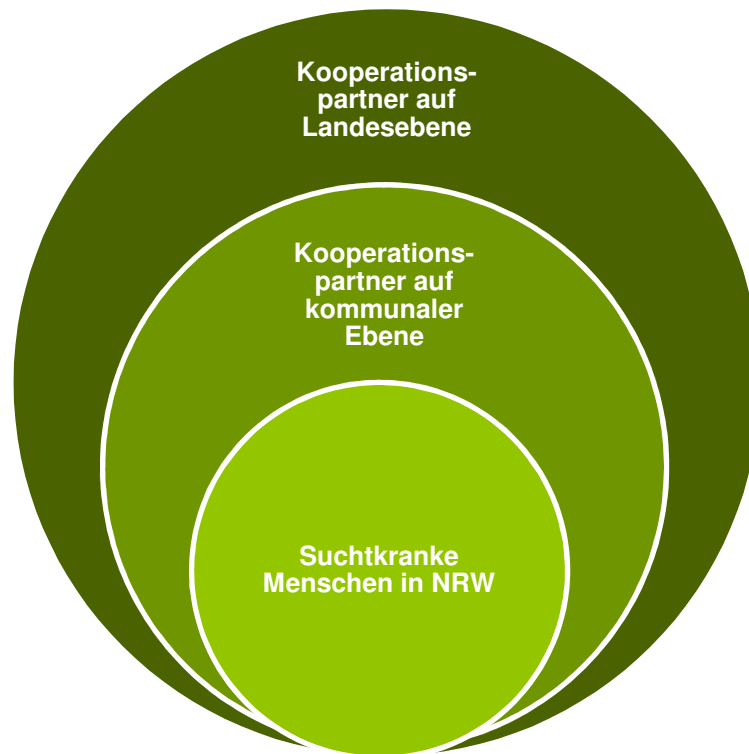 Kooperations-
partner auf
Landesebene
Kooperations-
partner auf
kommunaler
Ebene
Suchtkranke
Menschen in NRW